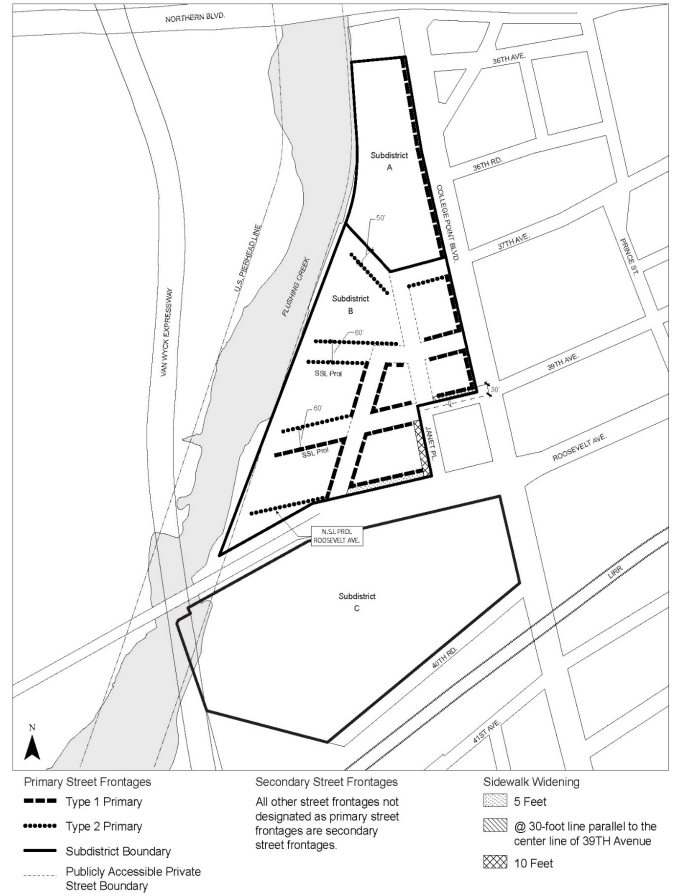 NORTHERN BLVD.
36TH AVE.
Subdistrict
A
36TH RD.
COLLEGE POINT BLVD.
50'
37TH AVE.
PRINCE ST.
U.S. PIERHEAD LINE
FLUSHING CREEK
VAN WYCK EXPRESSWAY
Subdistrict
B
60'
SSL Prol
39TH AVE.
30'
60'
SSL Prol
JANET PL.
ROOSEVELT AVE.
N.S.L PROL
ROOSEVELT AVE.
Subdistrict
C
LIRR
40TH RD.
41ST AVE.
N
Primary Street Frontages
Type 1 Primary
Type 2 Primary
Subdistrict Boundary
Publicly Accessible Private
Street Boundary
Secondary Street Frontages
All other street frontages not
designated as primary street
frontages are secondary
street frontages.
Sidewalk Widening
5 Feet
@ 30-foot line parallel to the
center line of 39TH Avenue
10 Feet